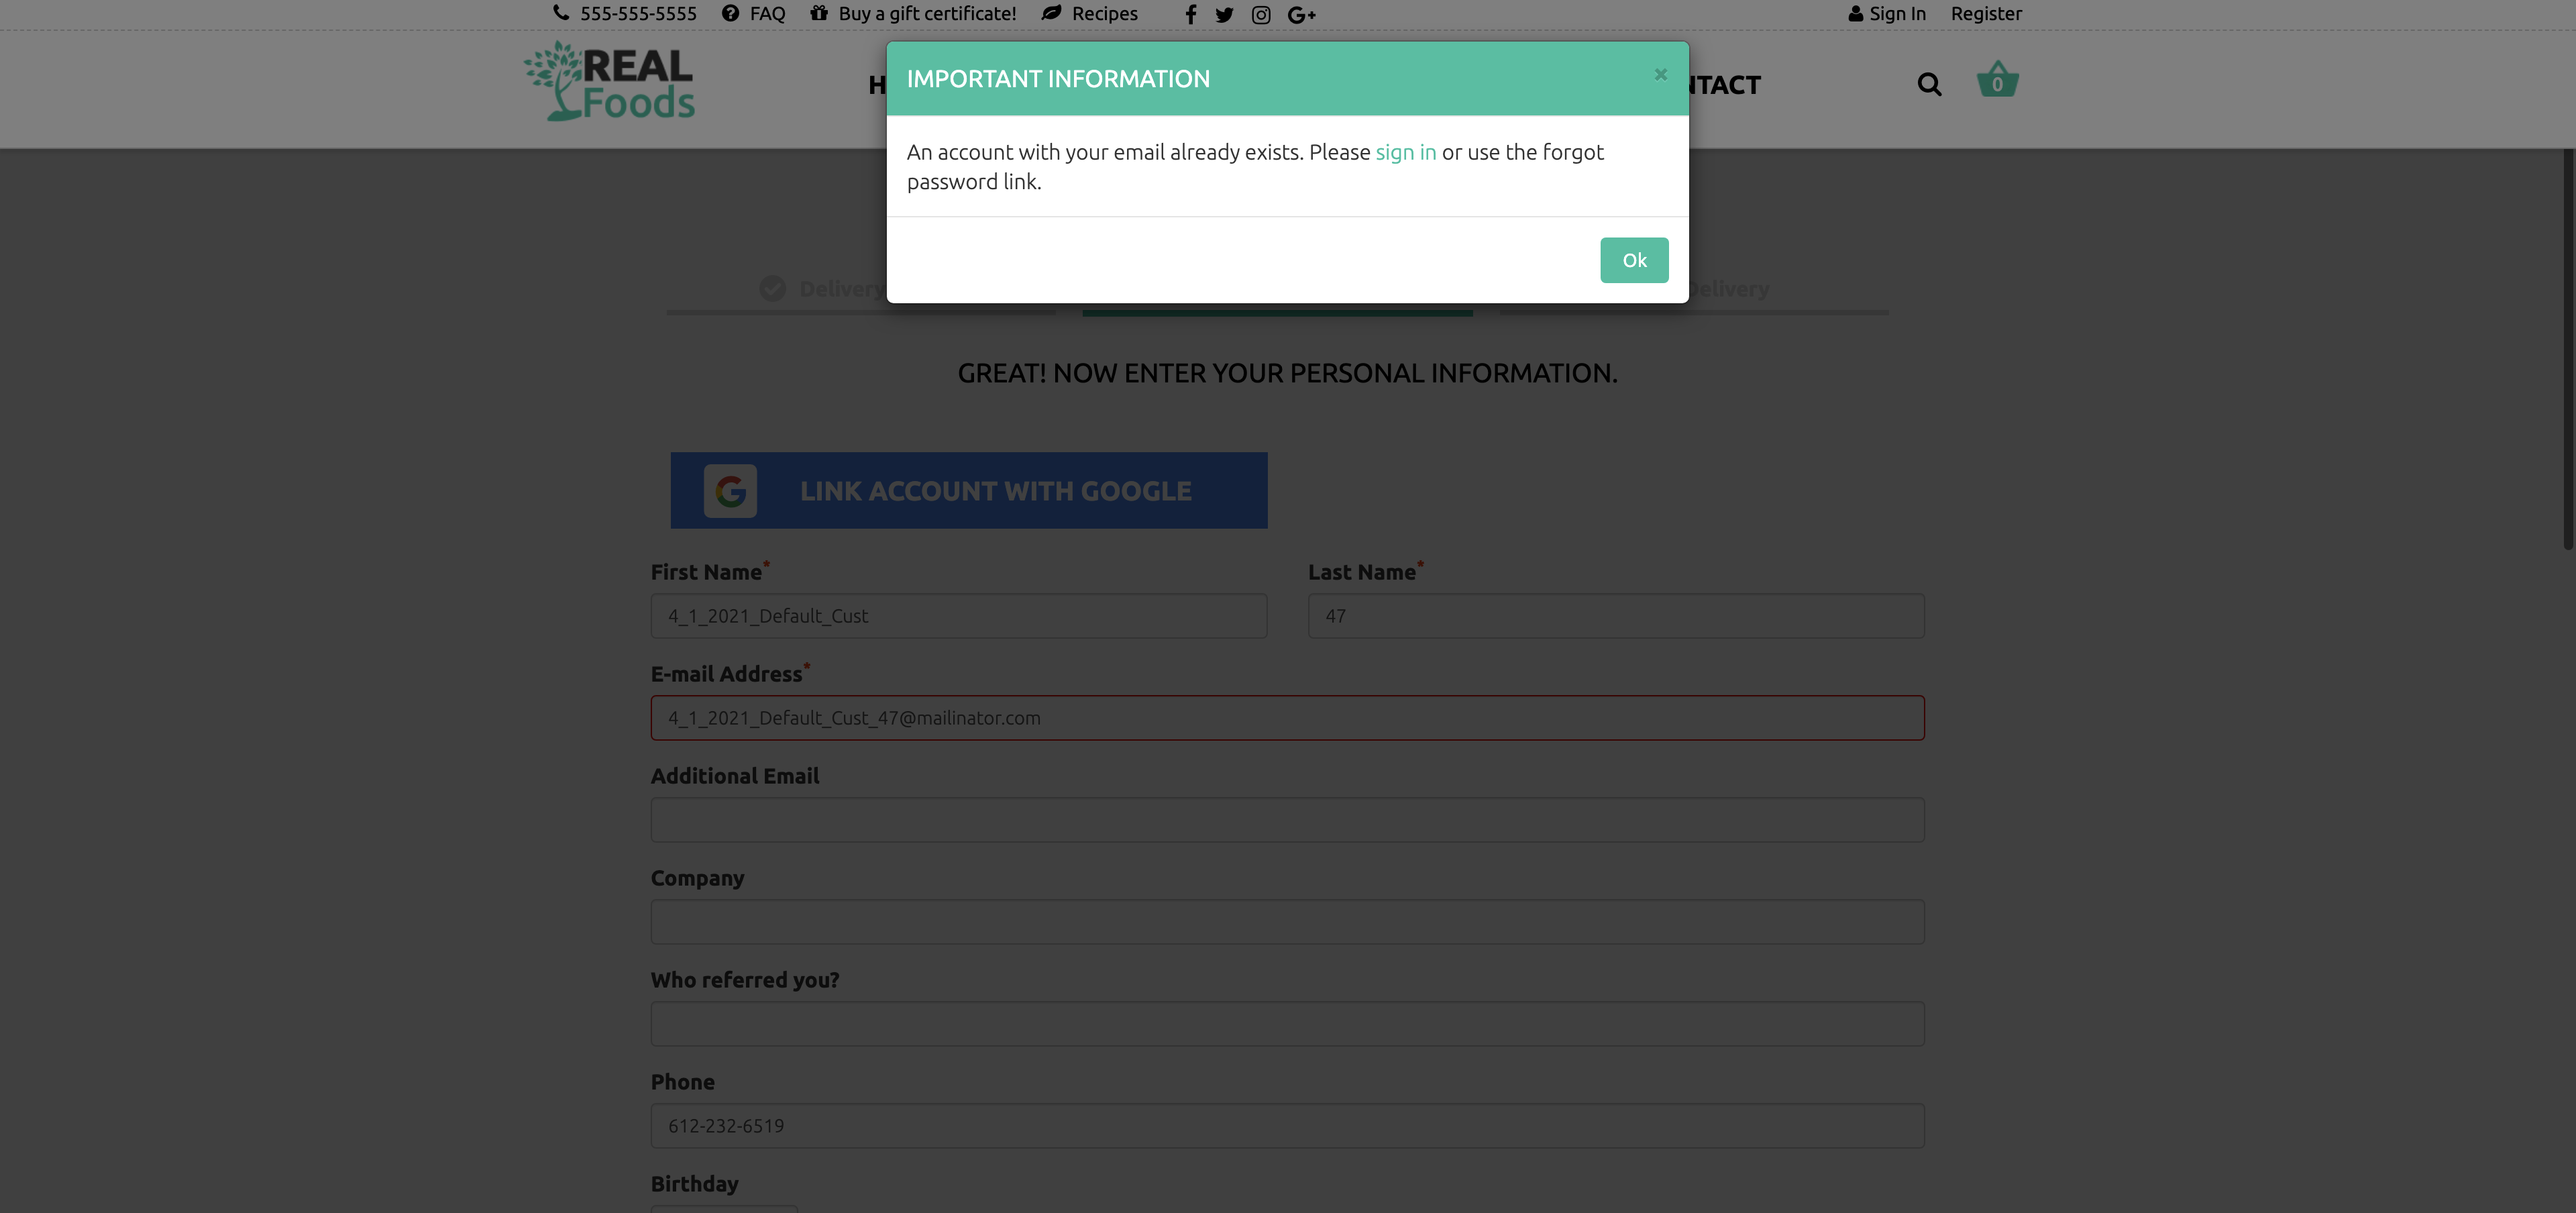 555-555-5555 FAQ Buy a gift certificate! Recipes G+ Sign In Register
REAL
Foods
H
NTACT
0
IMPORTANT INFORMATION ×
An account with your email already exists. Please sign in or use the forgot
password link.
Ok
Delivery
Delivery
GREAT! NOW ENTER YOUR PERSONAL INFORMATION.
G LINK ACCOUNT WITH GOOGLE
First Name* Last Name*
4_1_2021_Default_Cust 47
E-mail Address*
4_1_2021_Default_Cust_47@mailinator.com
Additional Email
Company
Who referred you?
Phone
612-232-6519
Birthday